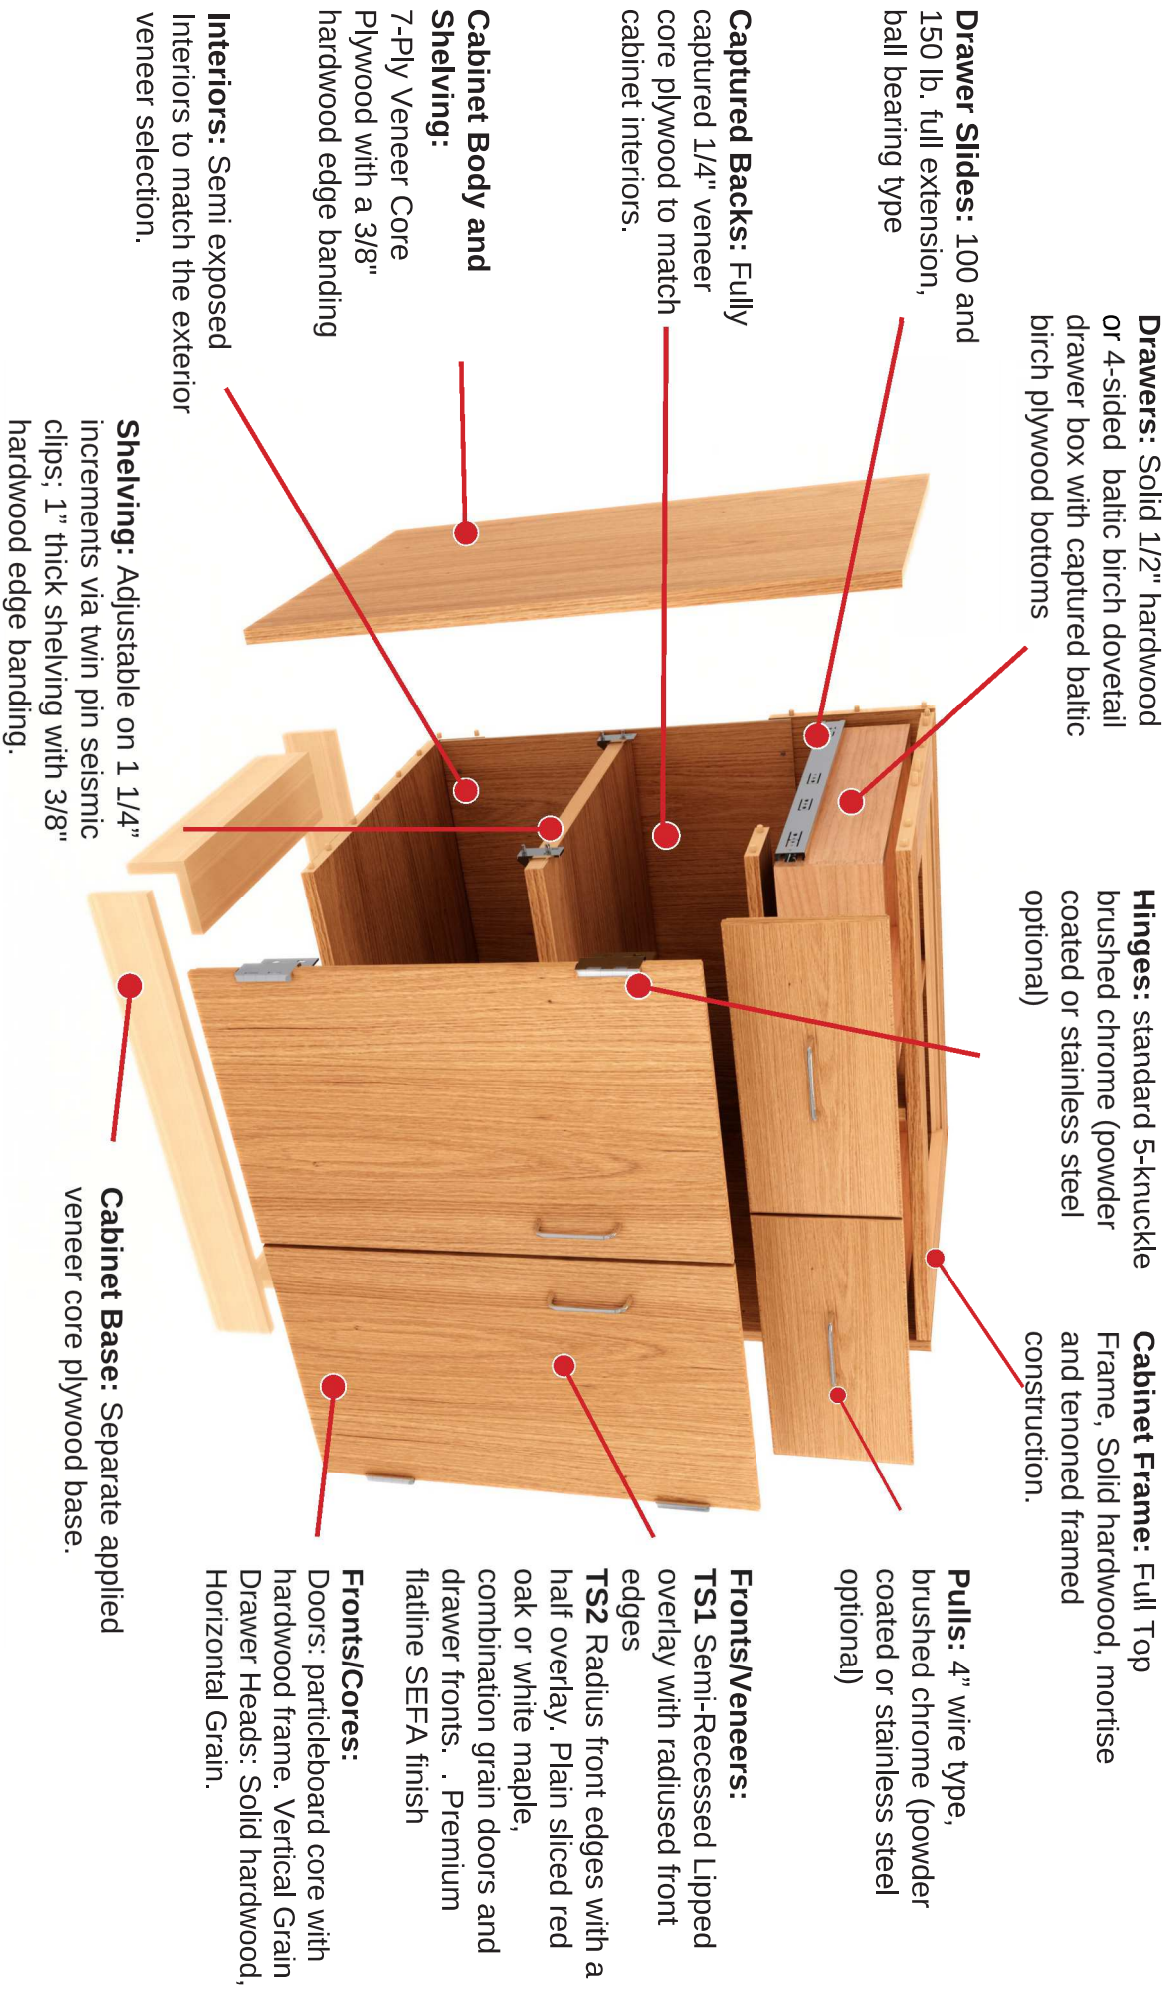 Drawers: Solid 1/2" hardwood
or 4-sided baltic birch dovetail
drawer box with captured baltic
birch plywood bottoms
Hinges: standard 5-knuckle
brushed chrome (powder
coated or stainless steel
optional)
Cabinet Frame: Full Top
Frame, Solid hardwood, mortise
and tenoned framed
construction.
Drawer Slides: 100 and
150 lb. full extension,
ball bearing type
Captured Backs: Fully
captured 1/4" veneer
core plywood to match
cabinet interiors.
Cabinet Body and
Shelving:
7-Ply Veneer Core
Plywood with a 3/8"
hardwood edge banding
Interiors: Semi exposed
Interiors to match the exterior
veneer selection.
Pulls: 4” wire type,
brushed chrome (powder
coated or stainless steel
optional)
Fronts/Veneers:
TS1 Semi-Recessed Lipped
overlay with radiused front
edges
TS2 Radius front edges with a
half overlay. Plain sliced red
oak or white maple,
combination grain doors and
drawer fronts. . Premium
flatline SEFA finish
Fronts/Cores:
Doors: particleboard core with
hardwood frame. Vertical Grain
Drawer Heads: Solid hardwood,
Horizontal Grain.
Shelving: Adjustable on 1 1/4”
increments via twin pin seismic
clips; 1” thick shelving with 3/8"
hardwood edge banding.
Cabinet Base: Separate applied
veneer core plywood base.